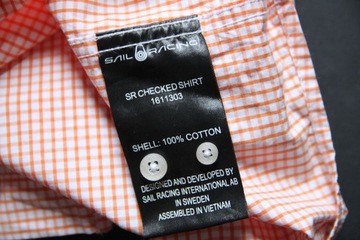 SAIL RACING
SR CHECKED SHIRT
1611303
SHELL: 100% COTTON
DESIGNED AND DEVELOPED BY
SAIL RACING INTERNATIONAL AB
IN SWEDEN
ASSEMBLED IN VIETNAM